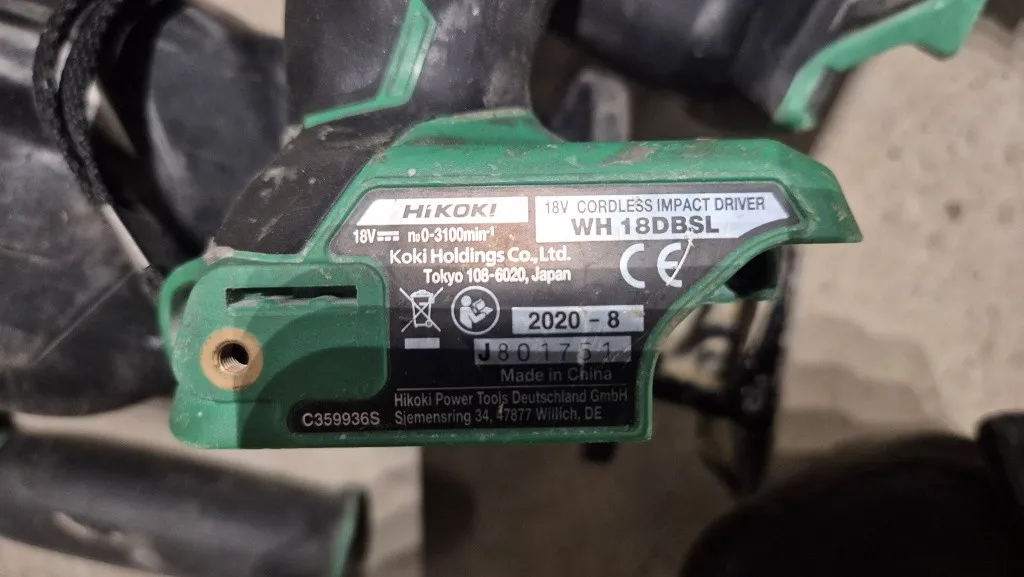 HiKOKI
18V CORDLESS IMPACT DRIVER
WH 18DBSL
18V n₀0-3100min⁻¹
Koki Holdings Co., Ltd.
Tokyo 108-6020, Japan
CE
2020 - 8
J801751
Made in China
Hikoki Power Tools Deutschland GmbH
Siemensring 34, 47877 Willich, DE
C359936S